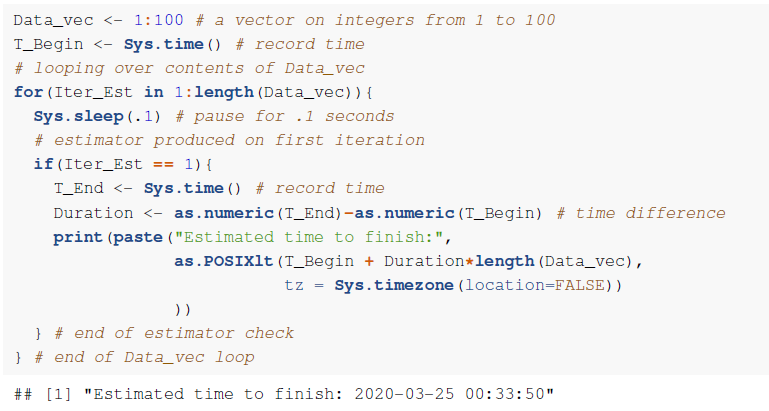 Data_vec <- 1:100 # a vector on integers from 1 to 100
T_Begin <- Sys.time() # record time
# looping over contents of Data_vec
for(Iter_Est in 1:length(Data_vec)){
  Sys.sleep(.1) # pause for .1 seconds
  # estimator produced on first iteration
  if(Iter_Est == 1){
    T_End <- Sys.time() # record time
    Duration <- as.numeric(T_End)-as.numeric(T_Begin) # time difference
    print(paste("Estimated time to finish:",
                as.POSIXlt(T_Begin + Duration*length(Data_vec),
                           tz = Sys.timezone(location=FALSE))
                ))
  } # end of estimator check
} # end of Data_vec loop
## [1] "Estimated time to finish: 2020-03-25 00:33:50"